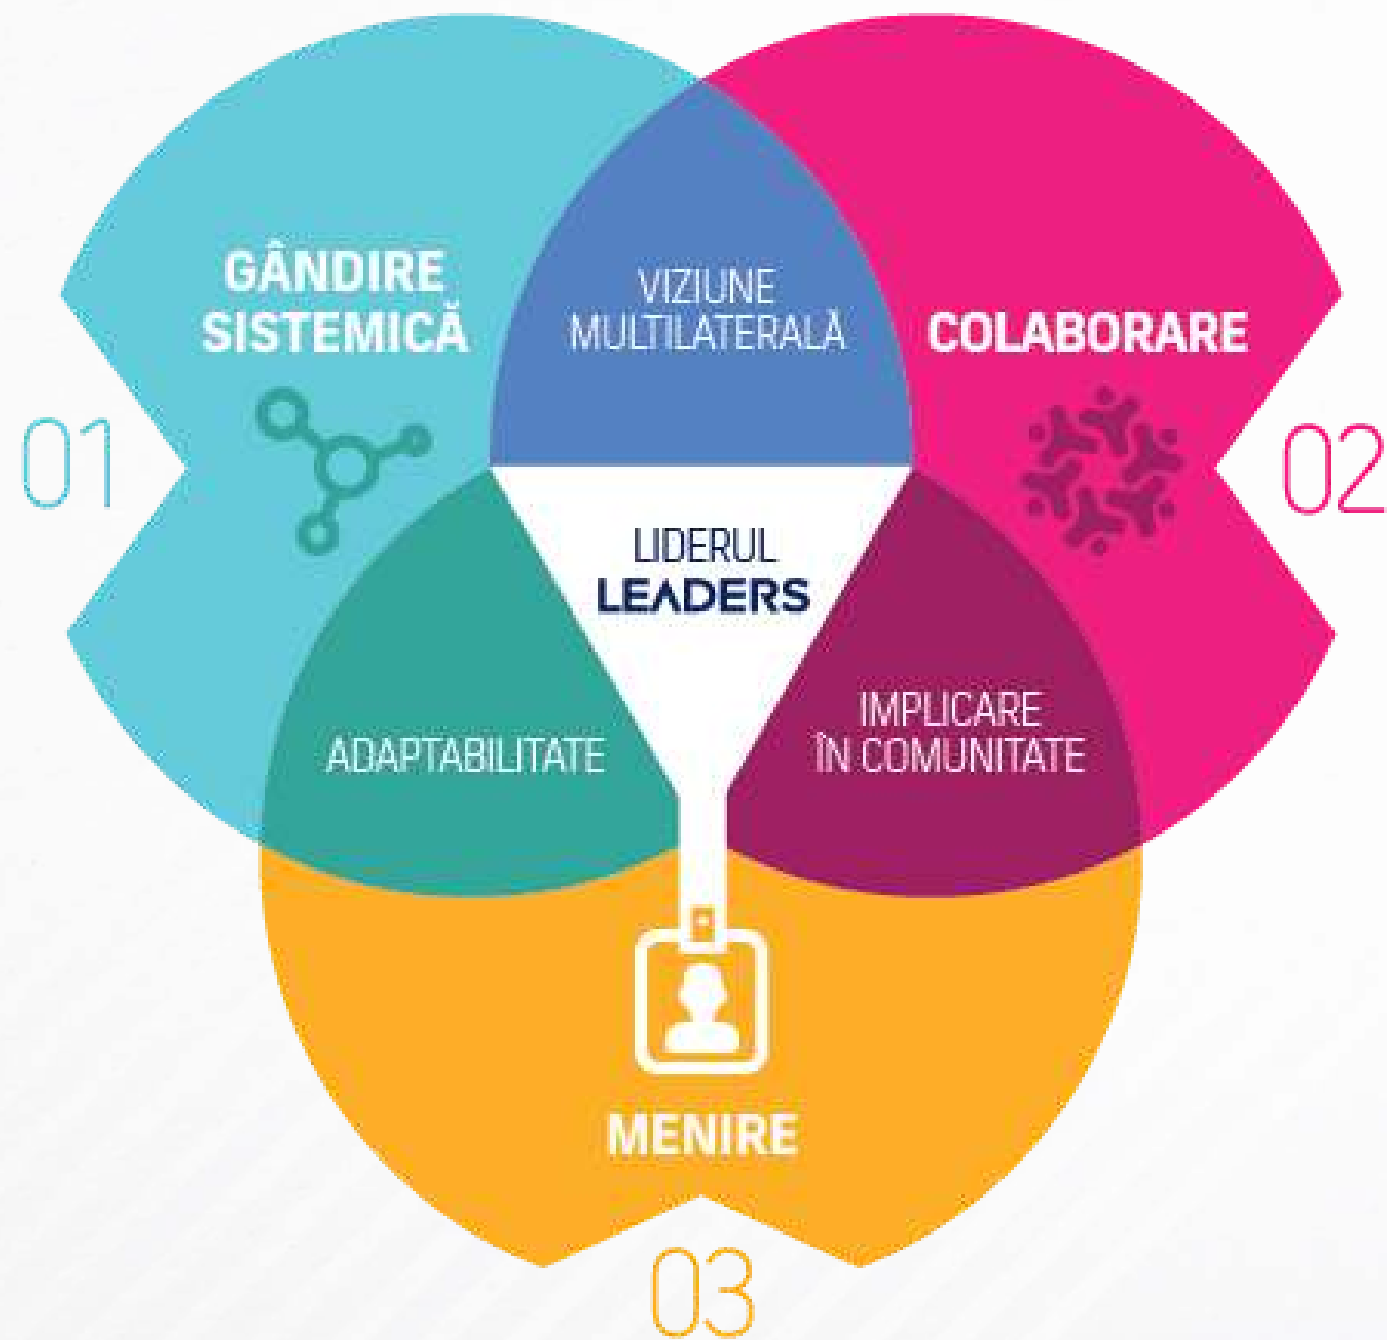 GÂNDIRE
SISTEMICĂ
01
VIZIUNE
MULTILATERALĂ
COLABORARE
02
LIDERUL
LEADERS
ADAPTABILITATE
IMPLICARE
ÎN COMUNITATE
MENIRE
03